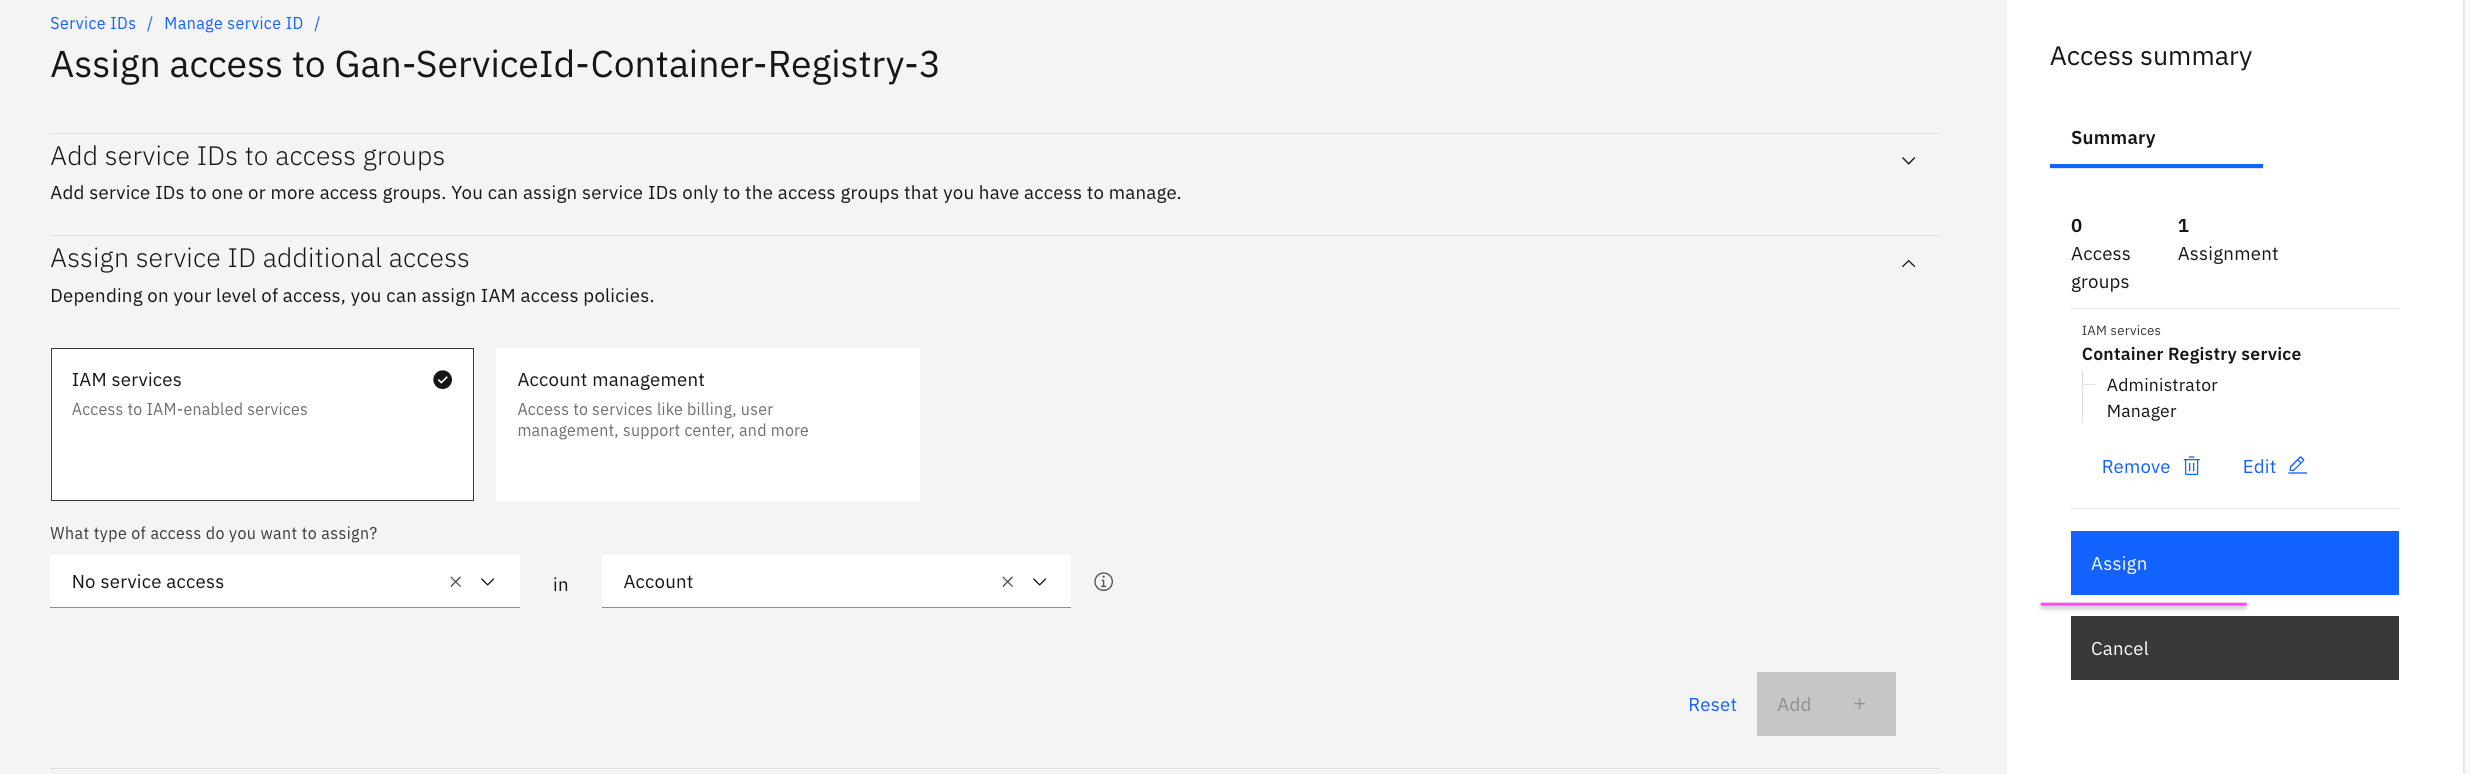 Service IDs / Manage service ID /
Assign access to Gan-ServiceId-Container-Registry-3
Add service IDs to access groups
Add service IDs to one or more access groups. You can assign service IDs only to the access groups that you have access to manage.
Assign service ID additional access
Depending on your level of access, you can assign IAM access policies.
IAM services
Access to IAM-enabled services
Account management
Access to services like billing, user
management, support center, and more
What type of access do you want to assign?
No service access
in
Account
Reset
Add +
Access summary
Summary
0
Access
groups
1
Assignment
IAM services
Container Registry service
Administrator
Manager
Remove
Edit
Assign
Cancel